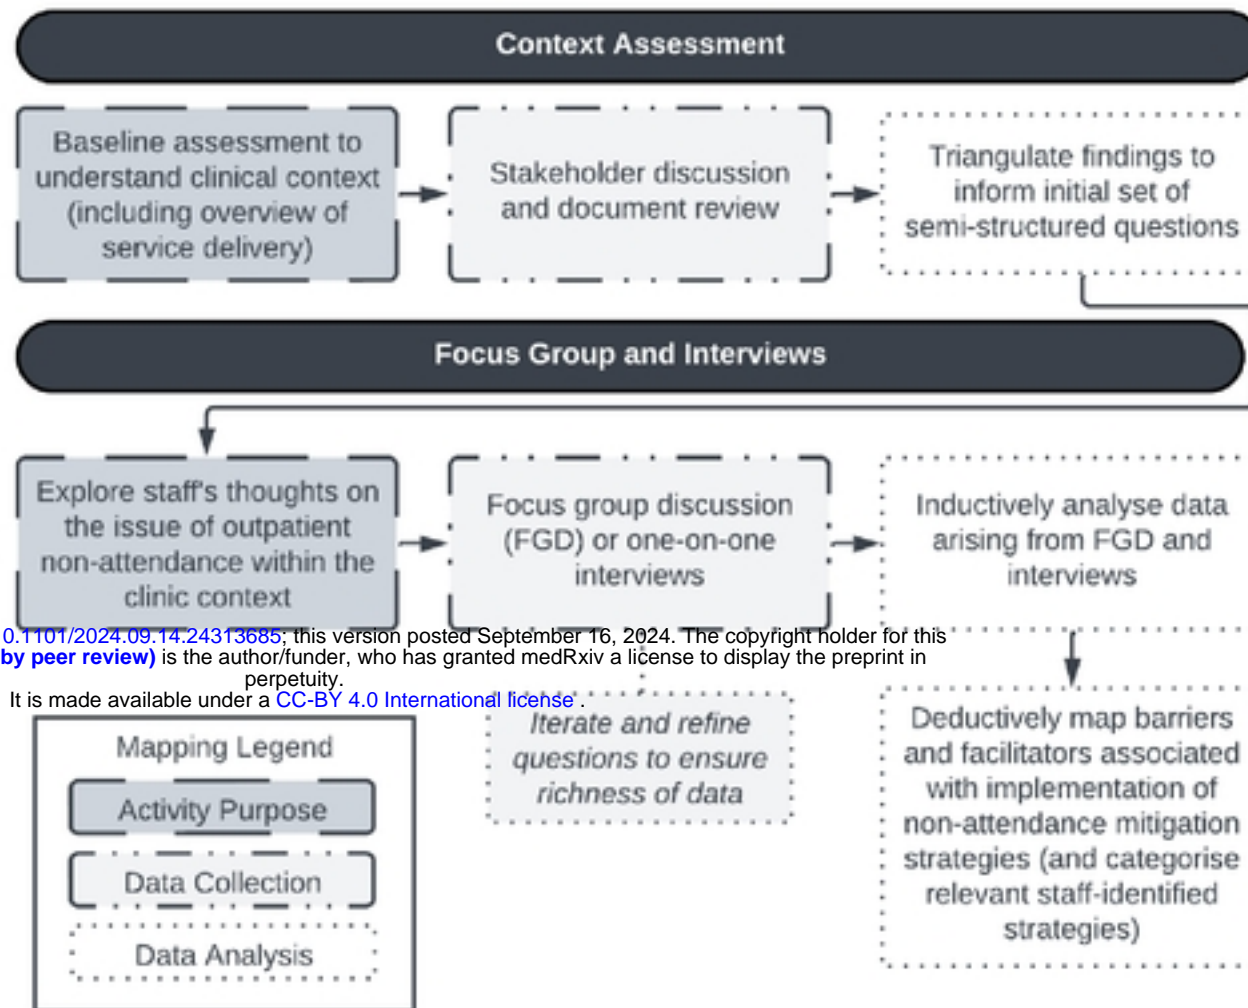 Context Assessment
Baseline assessment to
understand clinical context
(including overview of
service delivery)
Stakeholder discussion
and document review
Triangulate findings to
inform initial set of
semi-structured questions
Focus Group and Interviews
Explore staff's thoughts on
the issue of outpatient
non-attendance within the
clinic context
Focus group discussion
(FGD) or one-on-one
interviews
Inductively analyse data
arising from FGD and
interviews
0.1101/2024.09.14.24313685; this version posted September 16, 2024. The copyright holder for this
by peer review) is the author/funder, who has granted medRxiv a license to display the preprint in
perpetuity.
It is made available under a CC-BY 4.0 International license .
Iterate and refine
questions to ensure
richness of data
Deductively map barriers
and facilitators associated
with implementation of
non-attendance mitigation
strategies (and categorise
relevant staff-identified
strategies)
Mapping Legend
Activity Purpose
Data Collection
Data Analysis